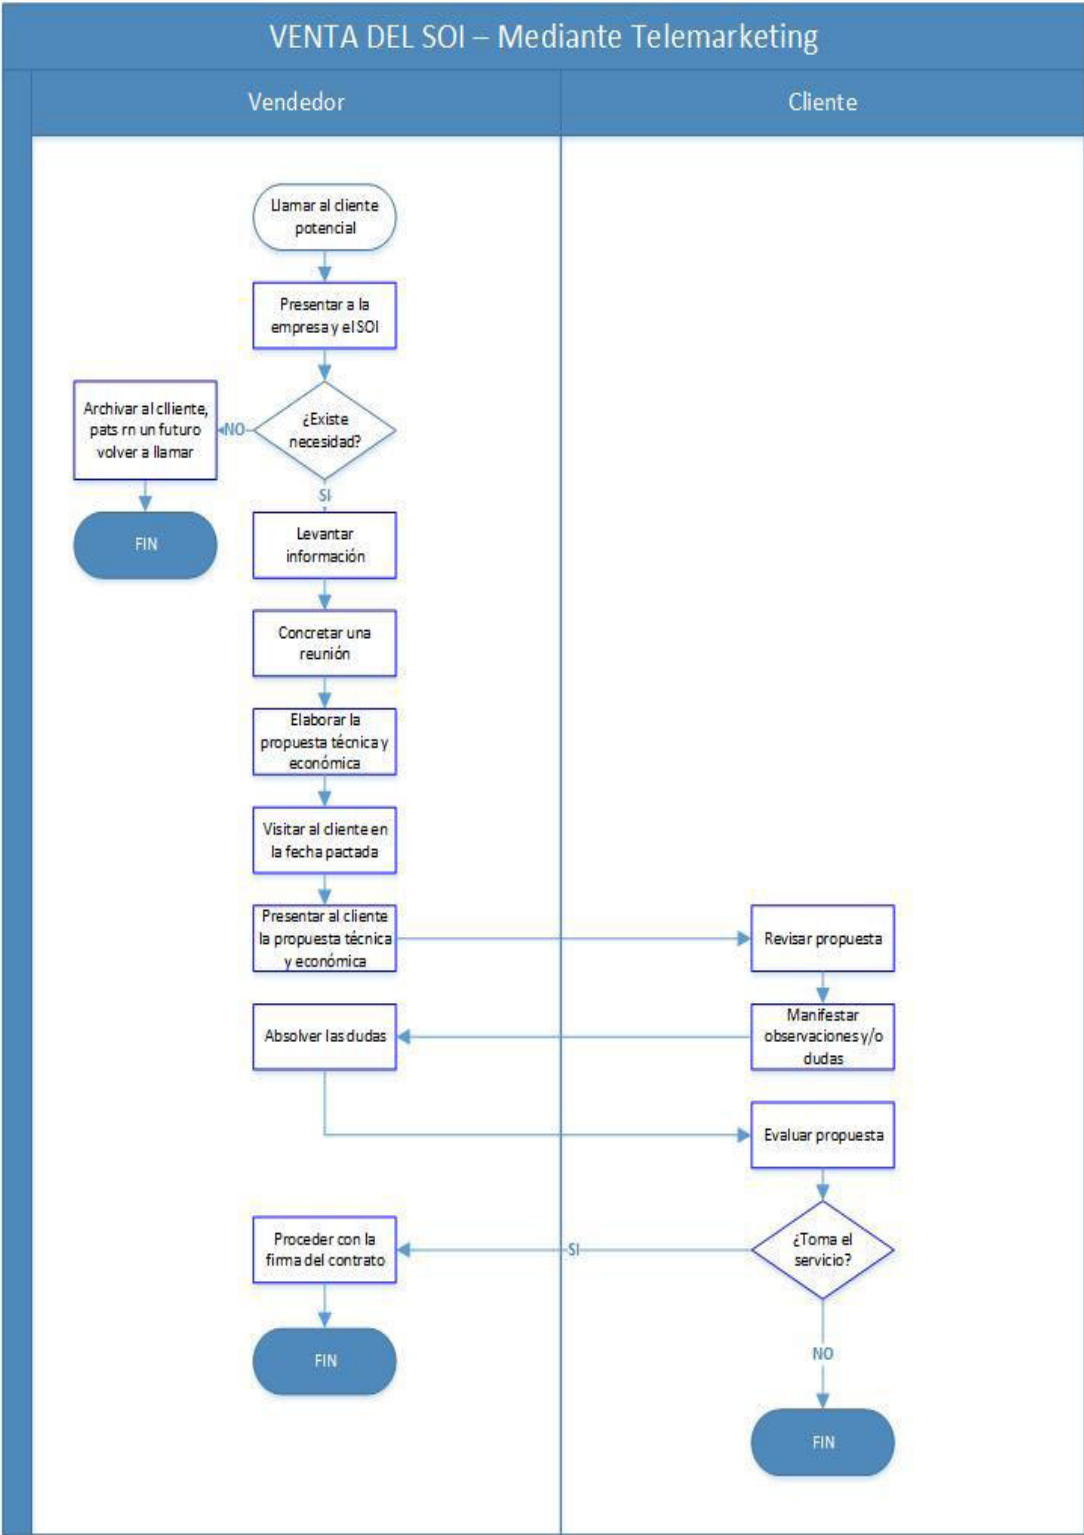 VENTA DEL SOI – Mediante Telemarketing
Vendedor
Cliente
Llamar al cliente
potencial
Presentar a la
empresa y el SOI
¿Existe
necesidad?
NO
Archivar al clliente,
pats rn un futuro
volver a llamar
FIN
SI
Levantar
información
Concretar una
reunión
Elaborar la
propuesta técnica y
económica
Visitar al cliente en
la fecha pactada
Presentar al cliente
la propuesta técnica
y económica
Revisar propuesta
Manifestar
observaciones y/o
dudas
Absolver las dudas
Evaluar propuesta
¿Toma el
servicio?
SI
Proceder con la
firma del contrato
FIN
NO
FIN